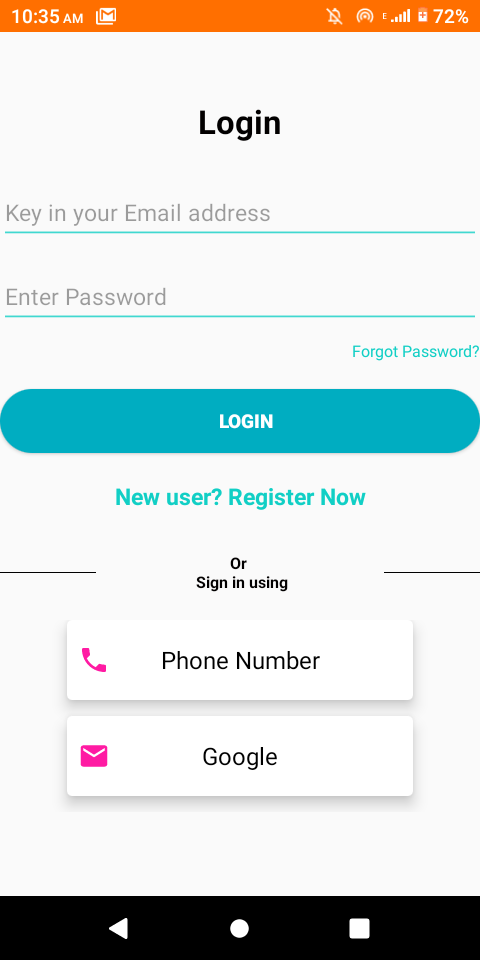 10:35 AM
E
72%
Login
Key in your Email address
Enter Password
Forgot Password?
LOGIN
New user? Register Now
Or
Sign in using
Phone Number
Google